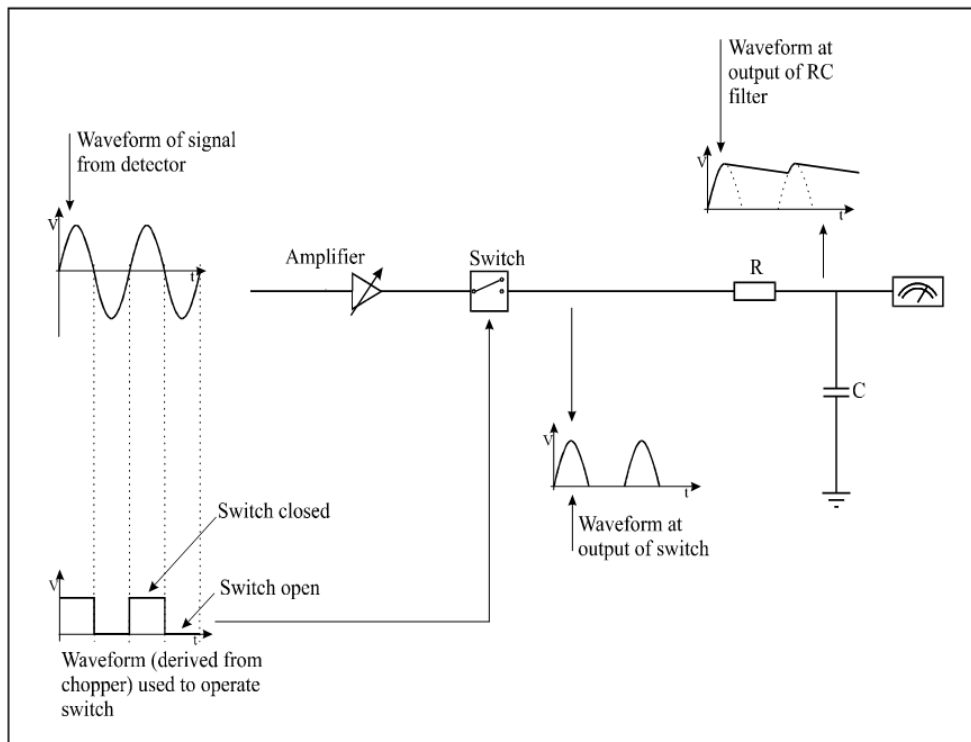 Waveform at
output of RC
filter
Waveform of signal
from detector
V
t
V
t
Amplifier
Switch
R
C
V
t
Waveform at
output of switch
Switch closed
Switch open
V
t
Waveform (derived from
chopper) used to operate
switch